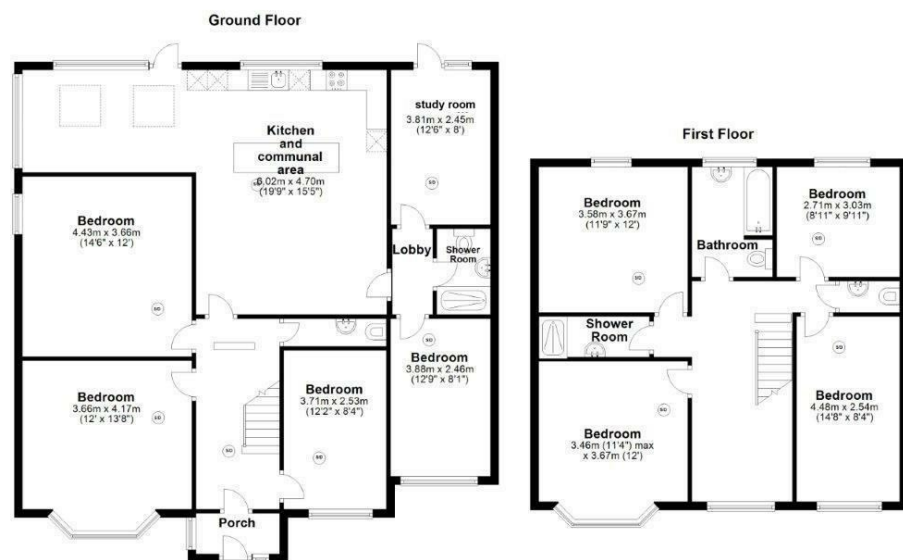 Ground Floor
Kitchen
and
communal
area
6.02m x 4.70m
(19'9" x 15'5")
study room
3.81m x 2.45m
(12'6" x 8')
Bedroom
4.43m x 3.66m
(14'6" x 12')
Lobby
Shower
Room
Bedroom
3.66m x 4.17m
(12' x 13'8")
Bedroom
3.71m x 2.53m
(12'2" x 8'4")
Bedroom
3.88m x 2.46m
(12'9" x 8'1")
Porch
First Floor
Bedroom
3.58m x 3.67m
(11'9" x 12')
Bathroom
Bedroom
2.71m x 3.03m
(8'11" x 9'11")
Shower
Room
Bedroom
3.46m (11'4") max
x 3.67m (12')
Bedroom
4.48m x 2.54m
(14'8" x 8'4")